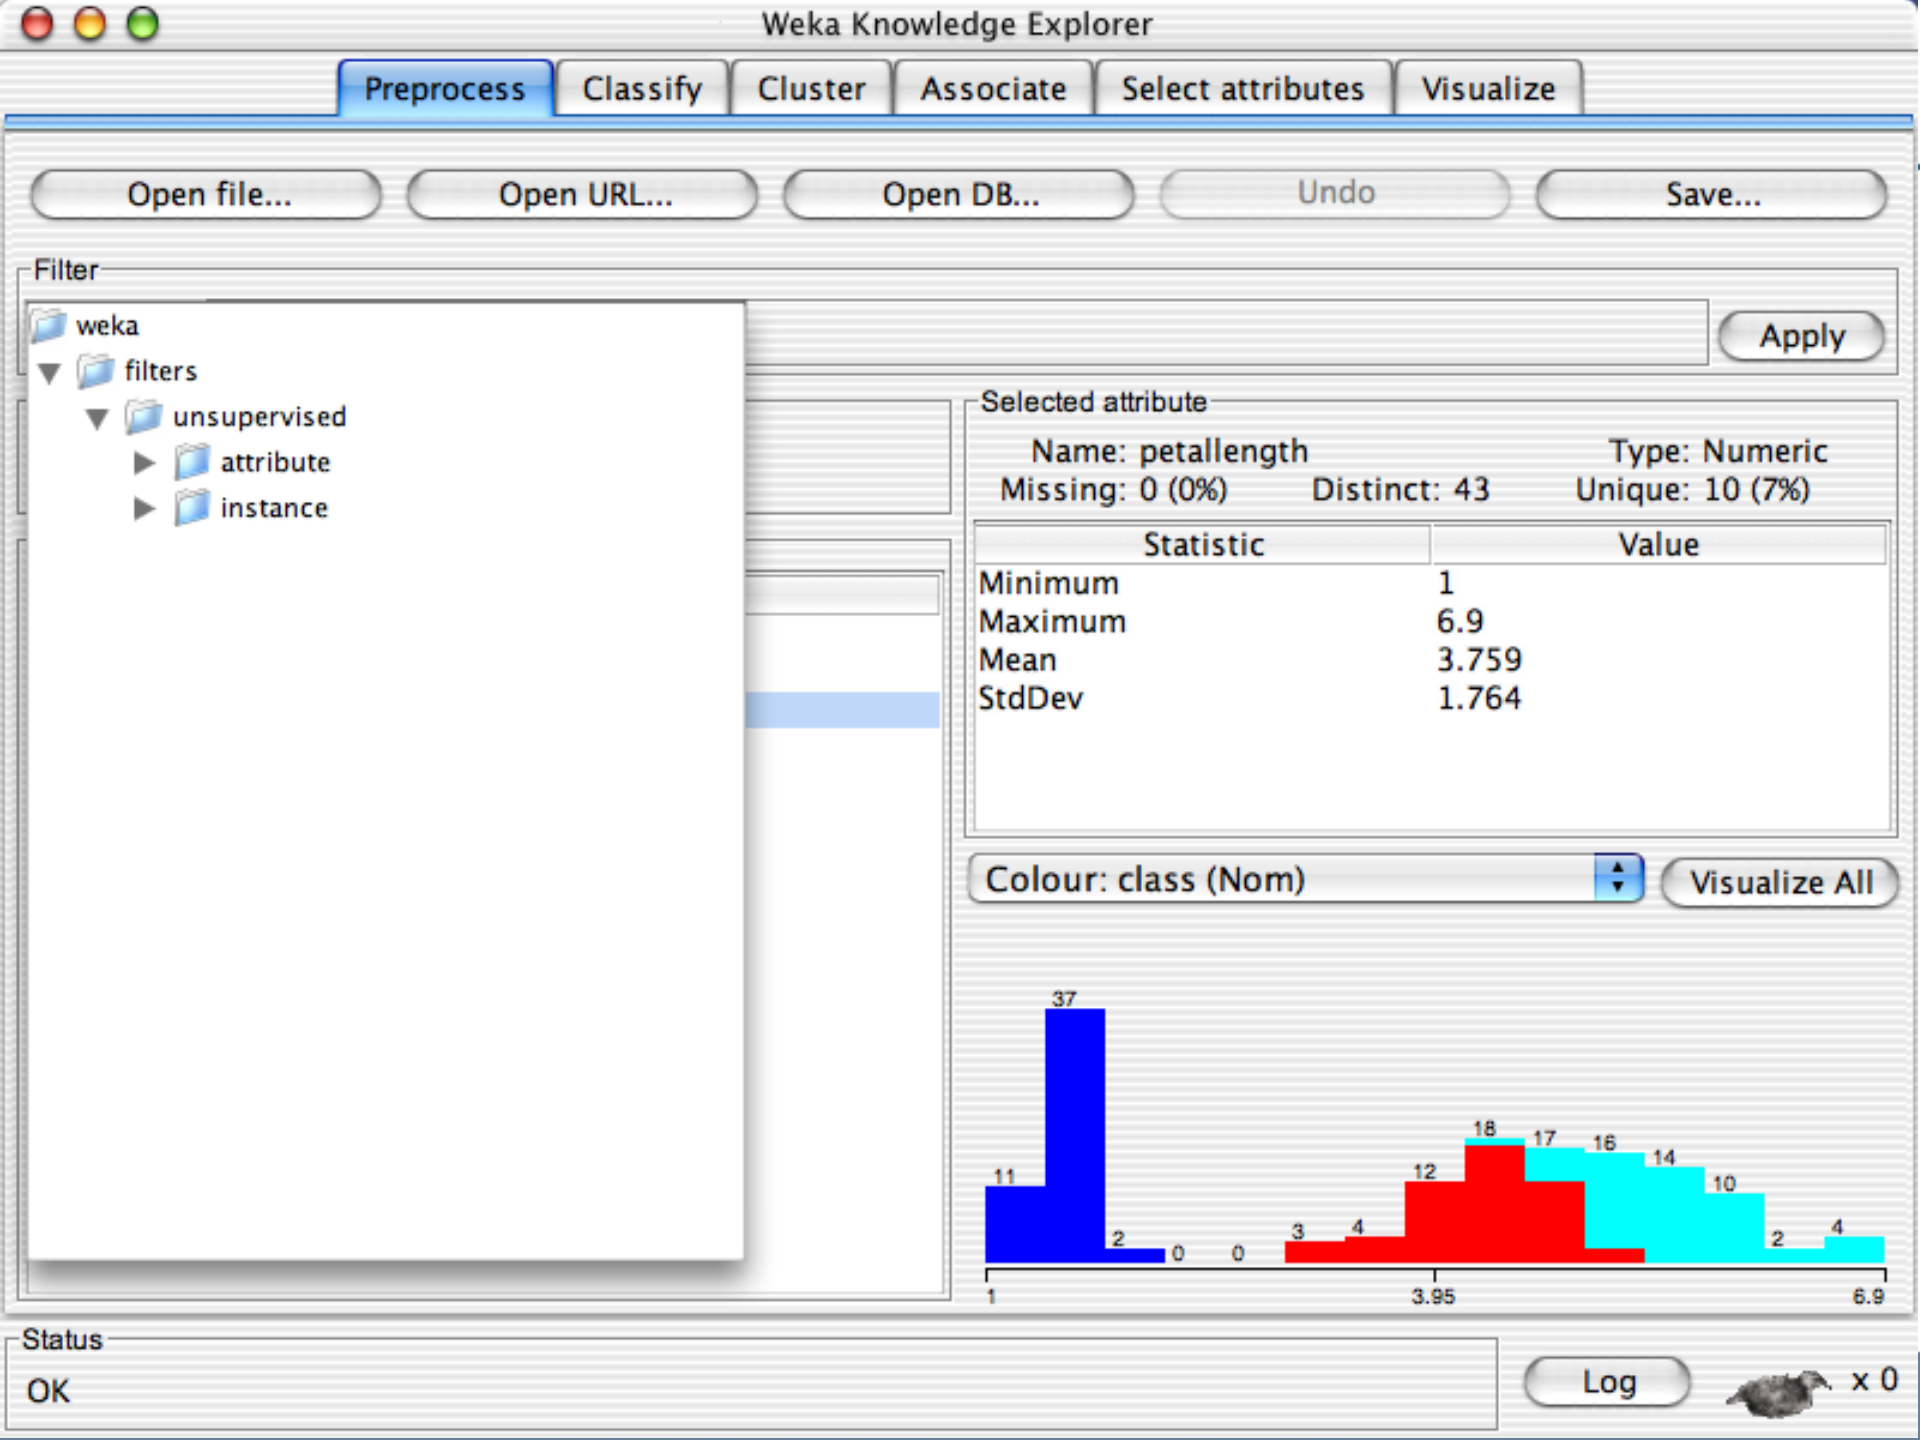 Weka Knowledge Explorer
Preprocess Classify Cluster Associate Select attributes Visualize
Open file... Open URL... Open DB... Undo Save...
Filter
weka
Apply
filters
unsupervised
attribute
instance
Selected attribute
Name: petallength Type: Numeric
Missing: 0 (0%) Distinct: 43 Unique: 10 (7%)
Statistic Value
Minimum 1
Maximum 6.9
Mean 3.759
StdDev 1.764
Colour: class (Nom) Visualize All
37
18 17 16 14
11 12 10
2 0 0 3 4 2 4
1 3.95 6.9
Status
OK
Log x 0